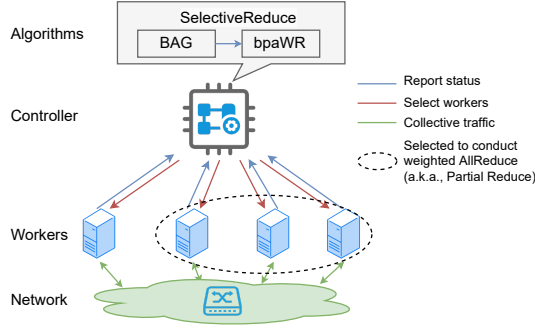 Algorithms
SelectiveReduce
BAG
bpaWR
Controller
Report status
Select workers
Collective traffic
Selected to conduct
weighted AllReduce
(a.k.a., Partial Reduce)
Workers
Network